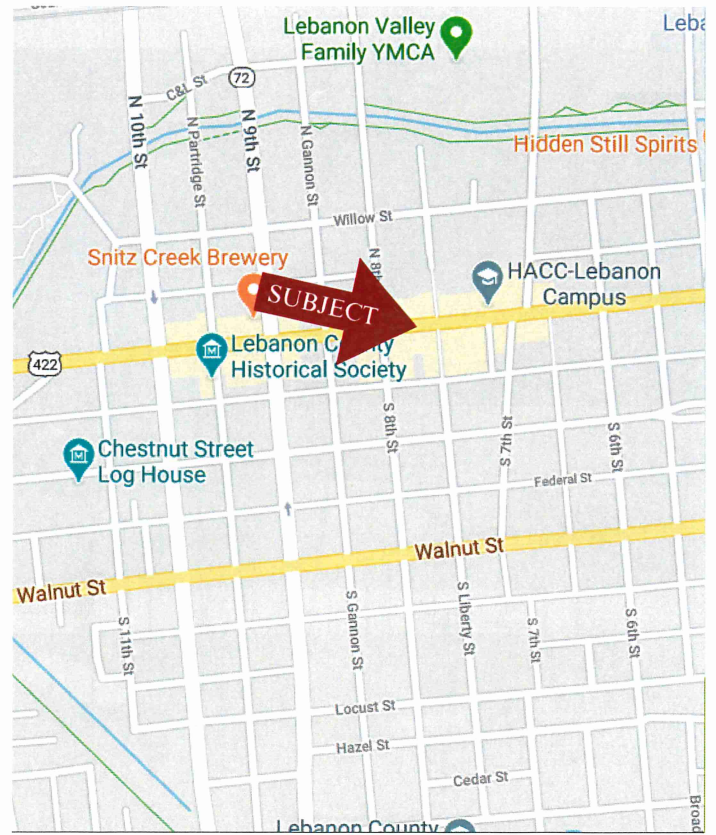 Lebanon Valley
Family YMCA
Leba
72
C&L St
N 10th St
N Partridge St
N 9th St
N Gannon St
Hidden Still Spirits
Willow St
Snitz Creek Brewery
N 8th
HACC-Lebanon
Campus
SUBJECT
422
Lebanon County
Historical Society
S 8th St
S 7th St
S 6th St
Chestnut Street
Log House
Federal St
Walnut St
Walnut St
S 11th St
S Gannon St
S Liberty St
S 7th St
S 6th St
Locust St
Hazel St
Cedar St
Lebanon County
Broad